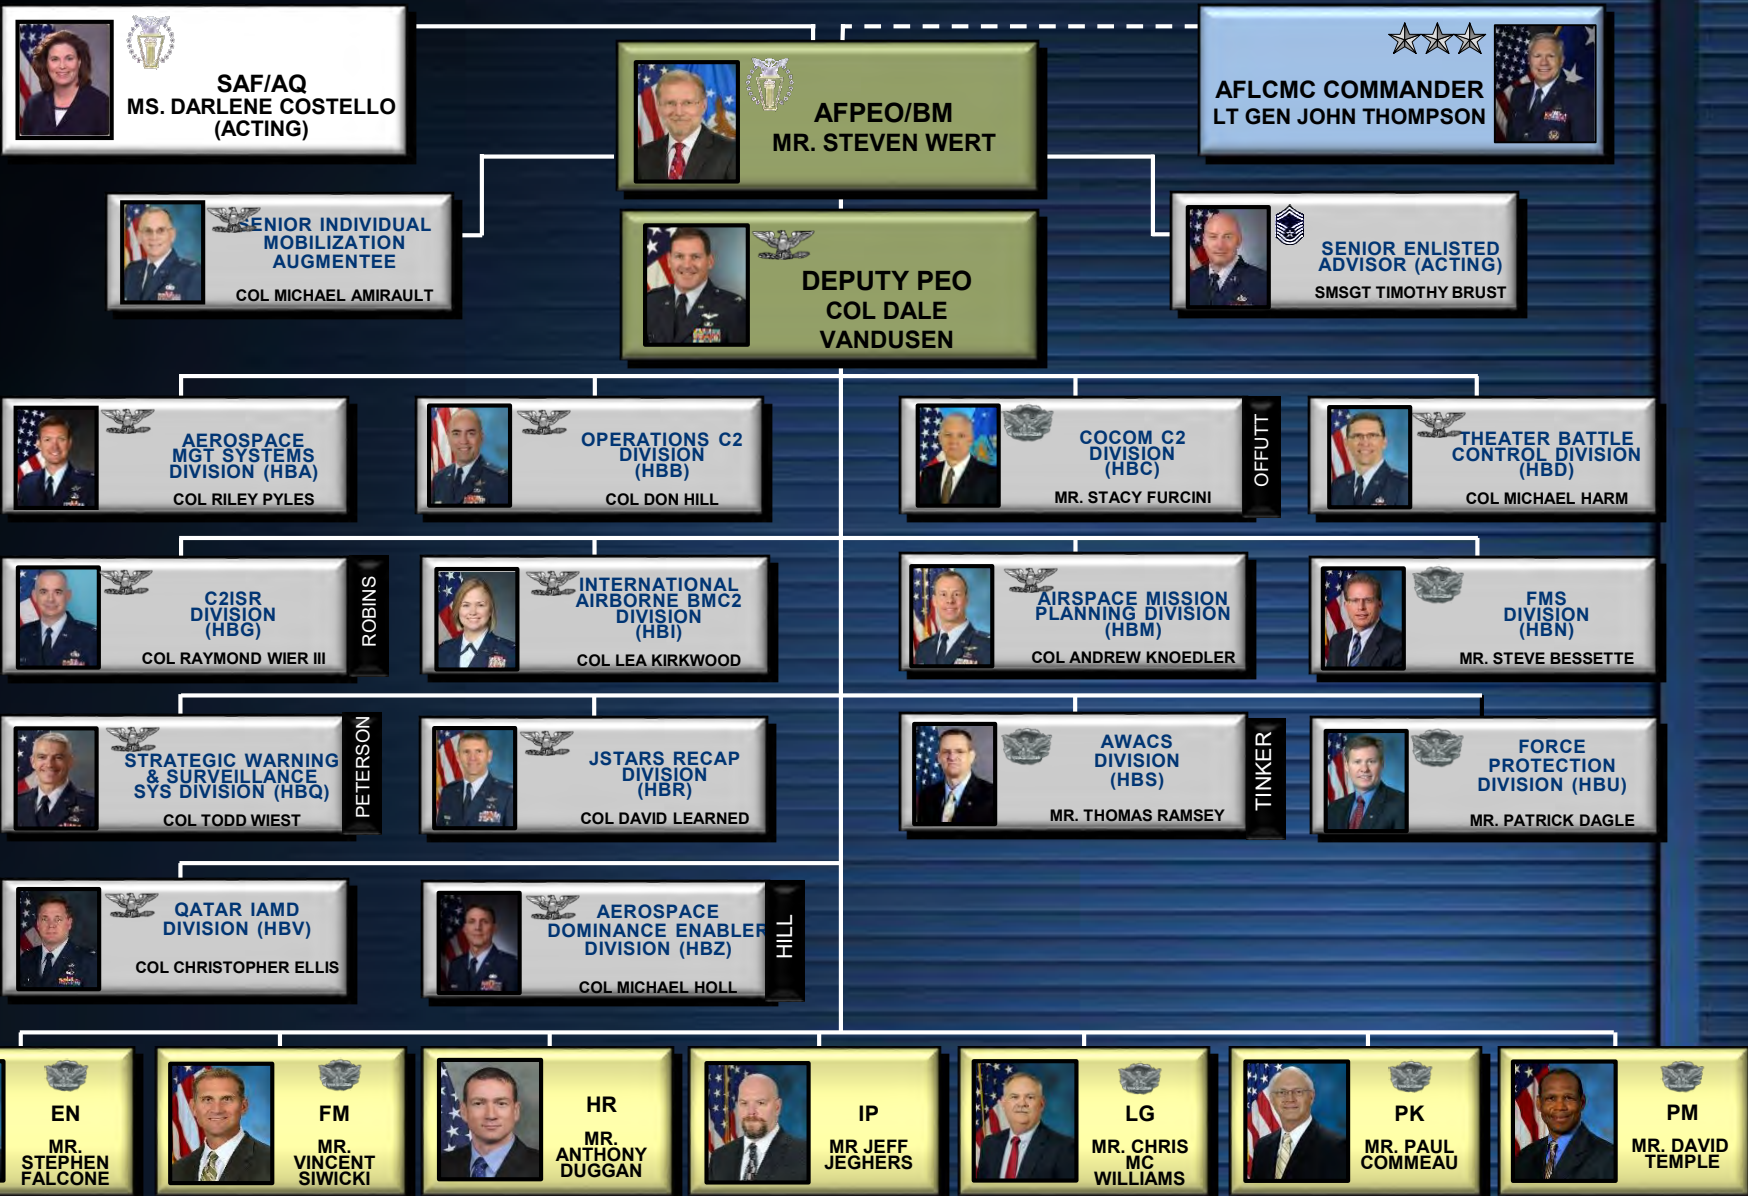 SAF/AQ
MS. DARLENE COSTELLO
(ACTING)
AFPEO/BM
MR. STEVEN WERT
AFLCMC COMMANDER
LT GEN JOHN THOMPSON
SENIOR INDIVIDUAL
MOBILIZATION
AUGMENTEE
COL MICHAEL AMIRAULT
DEPUTY PEO
COL DALE
VANDUSEN
SENIOR ENLISTED
ADVISOR (ACTING)
SMSGT TIMOTHY BRUST
AEROSPACE
MGT SYSTEMS
DIVISION (HBA)
COL RILEY PYLES
OPERATIONS C2
DIVISION
(HBB)
COL DON HILL
COCOM C2
DIVISION
(HBC)
MR. STACY FURCINI
OFFUTT
THEATER BATTLE
CONTROL DIVISION
(HBD)
COL MICHAEL HARM
C2ISR
DIVISION
(HBG)
COL RAYMOND WIER III
ROBINS
INTERNATIONAL
AIRBORNE BMC2
DIVISION
(HBI)
COL LEA KIRKWOOD
AIRSPACE MISSION
PLANNING DIVISION
(HBM)
COL ANDREW KNOEDLER
FMS
DIVISION
(HBN)
MR. STEVE BESSETTE
STRATEGIC WARNING
& SURVEILLANCE
SYS DIVISION (HBQ)
COL TODD WIEST
PETERSON
JSTARS RECAP
DIVISION
(HBR)
COL DAVID LEARNED
AWACS
DIVISION
(HBS)
MR. THOMAS RAMSEY
TINKER
FORCE
PROTECTION
DIVISION (HBU)
MR. PATRICK DAGLE
QATAR IAMD
DIVISION (HBV)
COL CHRISTOPHER ELLIS
AEROSPACE
DOMINANCE ENABLER
DIVISION (HBZ)
COL MICHAEL HOLL
HILL
EN
MR.
STEPHEN
FALCONE
FM
MR.
VINCENT
SIWICKI
HR
MR.
ANTHONY
DUGGAN
IP
MR JEFF
JEGHERS
LG
MR. CHRIS
MC
WILLIAMS
PK
MR. PAUL
COMMEAU
PM
MR. DAVID
TEMPLE